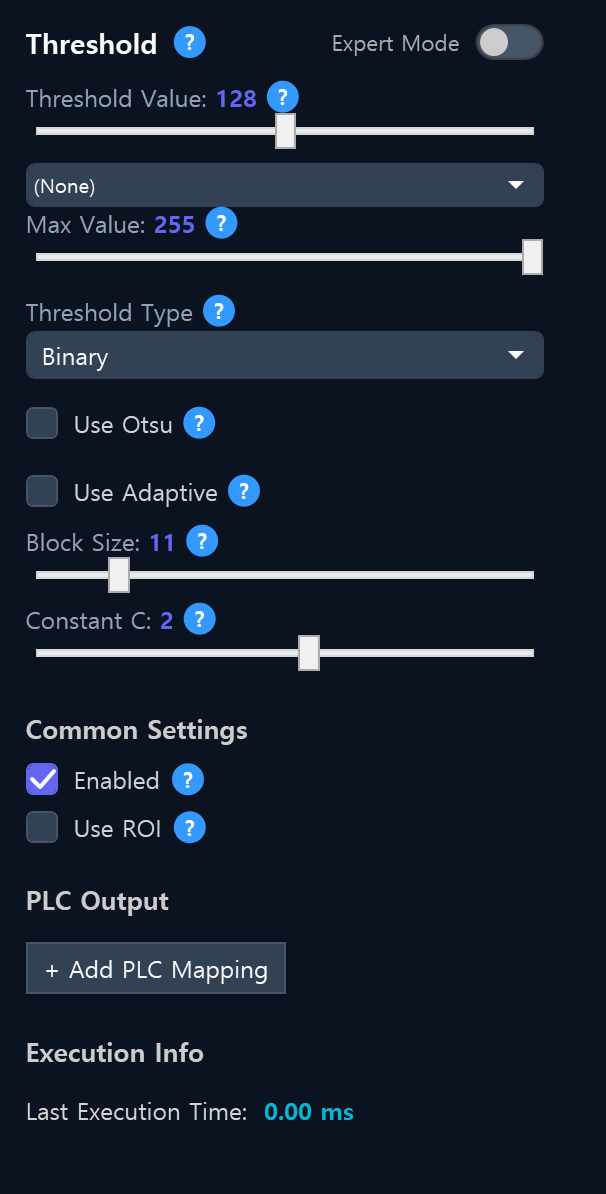 Threshold ? Expert Mode
Threshold Value: 128 ?
(None)
Max Value: 255 ?
Threshold Type ?
Binary
Use Otsu ?
Use Adaptive ?
Block Size: 11 ?
Constant C: 2 ?
Common Settings
Enabled ?
Use ROI ?
PLC Output
+ Add PLC Mapping
Execution Info
Last Execution Time: 0.00 ms